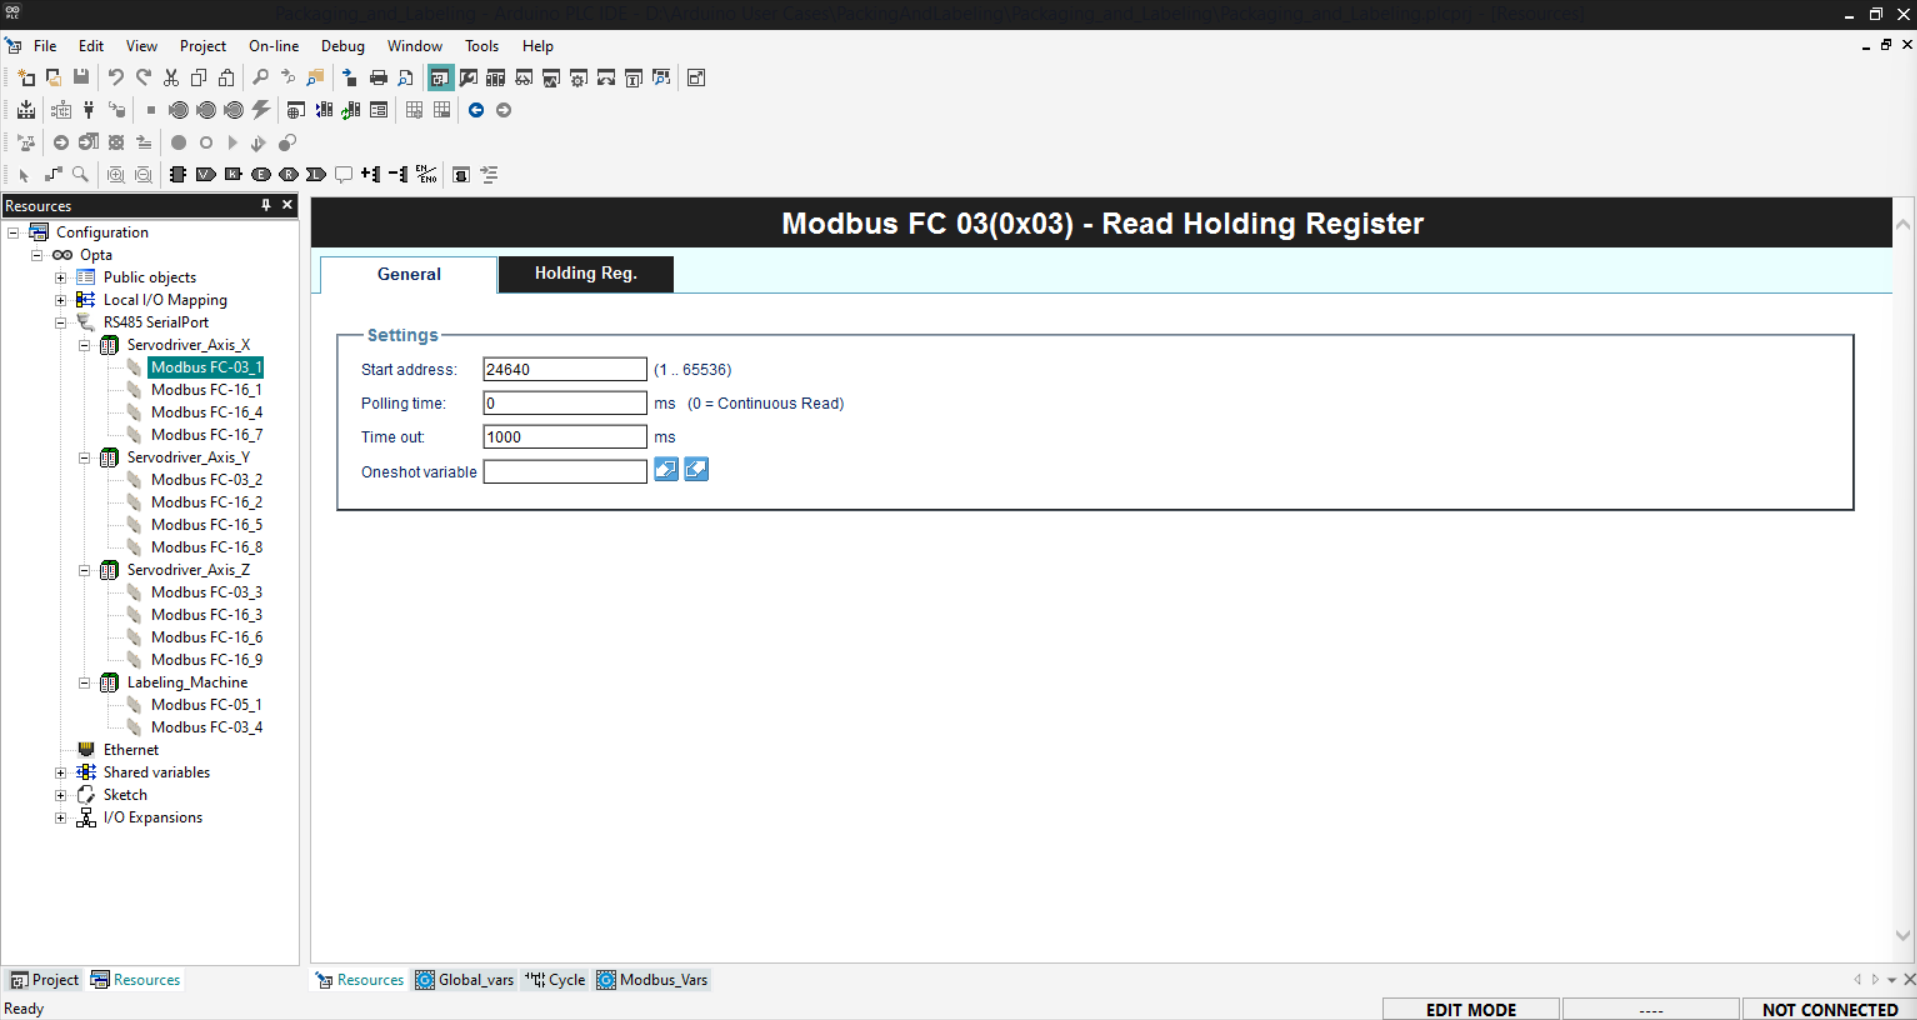 Packaging_and_Labeling - Arduino PLC IDE - D:\Arduino User Cases\PackingAndLabeling\Packaging_and_Labeling\Packaging_and_Labeling.plcprj - [Resources]
File Edit View Project On-line Debug Window Tools Help
Resources
Configuration
Opta
Public objects
Local I/O Mapping
RS485 SerialPort
Servodriver_Axis_X
Modbus FC-03_1
Modbus FC-16_1
Modbus FC-16_4
Modbus FC-16_7
Servodriver_Axis_Y
Modbus FC-03_2
Modbus FC-16_2
Modbus FC-16_5
Modbus FC-16_8
Servodriver_Axis_Z
Modbus FC-03_3
Modbus FC-16_3
Modbus FC-16_6
Modbus FC-16_9
Labeling_Machine
Modbus FC-05_1
Modbus FC-03_4
Ethernet
Shared variables
Sketch
I/O Expansions
Project Resources
Modbus FC 03(0x03) - Read Holding Register
General Holding Reg.
Settings
Start address: 24640 (1 .. 65536)
Polling time: 0 ms (0 = Continuous Read)
Time out: 1000 ms
Oneshot variable
Resources Global_vars Cycle Modbus_Vars
Ready EDIT MODE ---- NOT CONNECTED